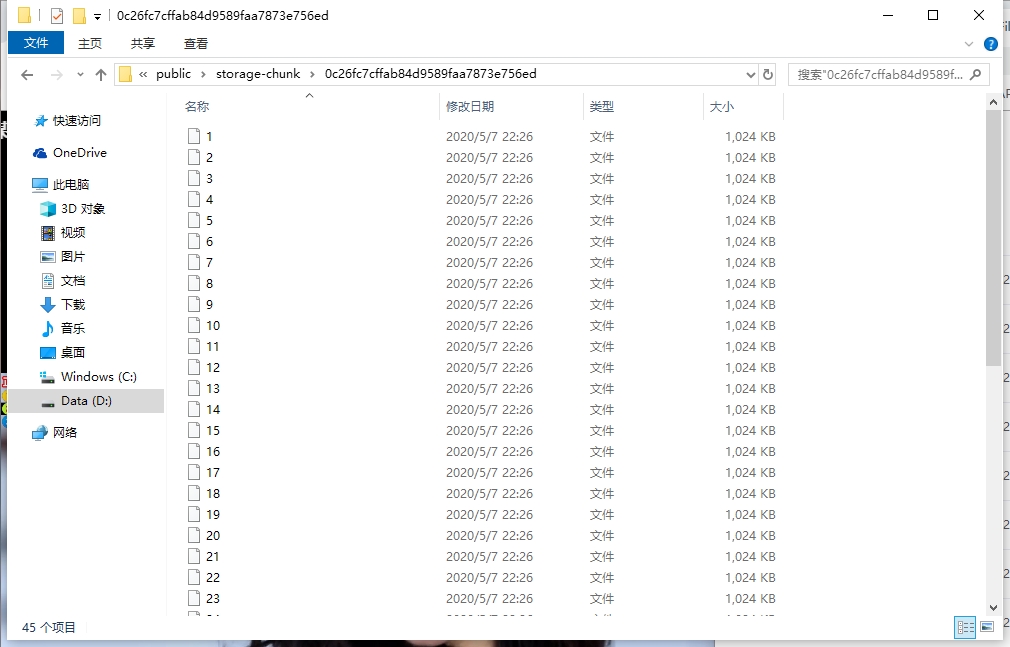 0c26fc7cffab84d9589faa7873e756ed
文件 主页 共享 查看
« public › storage-chunk › 0c26fc7cffab84d9589faa7873e756ed 搜索"0c26fc7cffab84d9589f...
名称 修改日期 类型 大小
快速访问
OneDrive
此电脑
3D 对象
视频
图片
文档
下载
音乐
桌面
Windows (C:)
Data (D:)
网络
1 2020/5/7 22:26 文件 1,024 KB
2 2020/5/7 22:26 文件 1,024 KB
3 2020/5/7 22:26 文件 1,024 KB
4 2020/5/7 22:26 文件 1,024 KB
5 2020/5/7 22:26 文件 1,024 KB
6 2020/5/7 22:26 文件 1,024 KB
7 2020/5/7 22:26 文件 1,024 KB
8 2020/5/7 22:26 文件 1,024 KB
9 2020/5/7 22:26 文件 1,024 KB
10 2020/5/7 22:26 文件 1,024 KB
11 2020/5/7 22:26 文件 1,024 KB
12 2020/5/7 22:26 文件 1,024 KB
13 2020/5/7 22:26 文件 1,024 KB
14 2020/5/7 22:26 文件 1,024 KB
15 2020/5/7 22:26 文件 1,024 KB
16 2020/5/7 22:26 文件 1,024 KB
17 2020/5/7 22:26 文件 1,024 KB
18 2020/5/7 22:26 文件 1,024 KB
19 2020/5/7 22:26 文件 1,024 KB
20 2020/5/7 22:26 文件 1,024 KB
21 2020/5/7 22:26 文件 1,024 KB
22 2020/5/7 22:26 文件 1,024 KB
23 2020/5/7 22:26 文件 1,024 KB
45 个项目